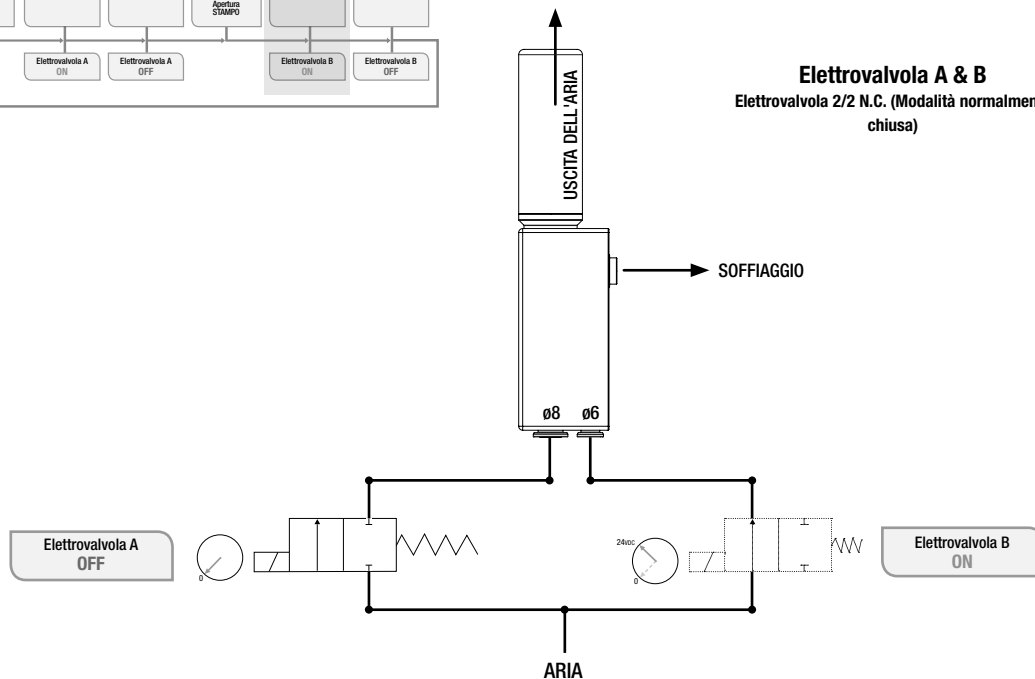 Apertura
STAMPO
Elettrovalvola A
ON
Elettrovalvola A
OFF
Elettrovalvola B
ON
Elettrovalvola B
OFF
Elettrovalvola A & B
Elettrovalvola 2/2 N.C. (Modalità normalmen
chiusa)
USCITA DELL'ARIA
SOFFIAGGIO
ø8 ø6
Elettrovalvola A
OFF
0
24VDC
0
Elettrovalvola B
ON
ARIA